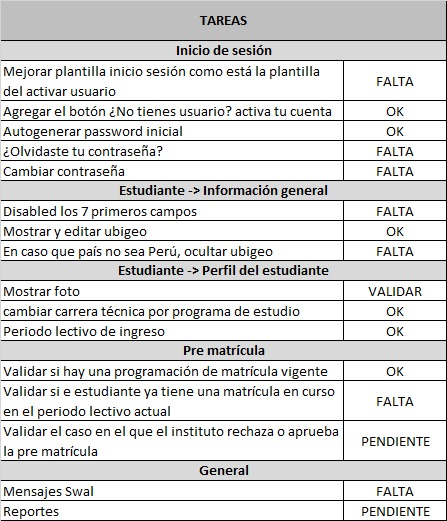 TAREAS
Inicio de sesión
Mejorar plantilla inicio sesión como está la plantilla
del activar usuario
FALTA
Agregar el botón ¿No tienes usuario? activa tu cuenta
OK
Autogenerar password inicial
OK
¿Olvidaste tu contraseña?
FALTA
Cambiar contraseña
FALTA
Estudiante -> Información general
Disabled los 7 primeros campos
FALTA
Mostrar y editar ubigeo
OK
En caso que país no sea Perú, ocultar ubigeo
FALTA
Estudiante -> Perfil del estudiante
Mostrar foto
VALIDAR
cambiar carrera técnica por programa de estudio
OK
Periodo lectivo de ingreso
OK
Pre matrícula
Validar si hay una programación de matrícula vigente
OK
Validar si e estudiante ya tiene una matrícula en curso
en el periodo lectivo actual
FALTA
Validar el caso en el que el instituto rechaza o aprueba
la pre matrícula
PENDIENTE
General
Mensajes Swal
FALTA
Reportes
PENDIENTE